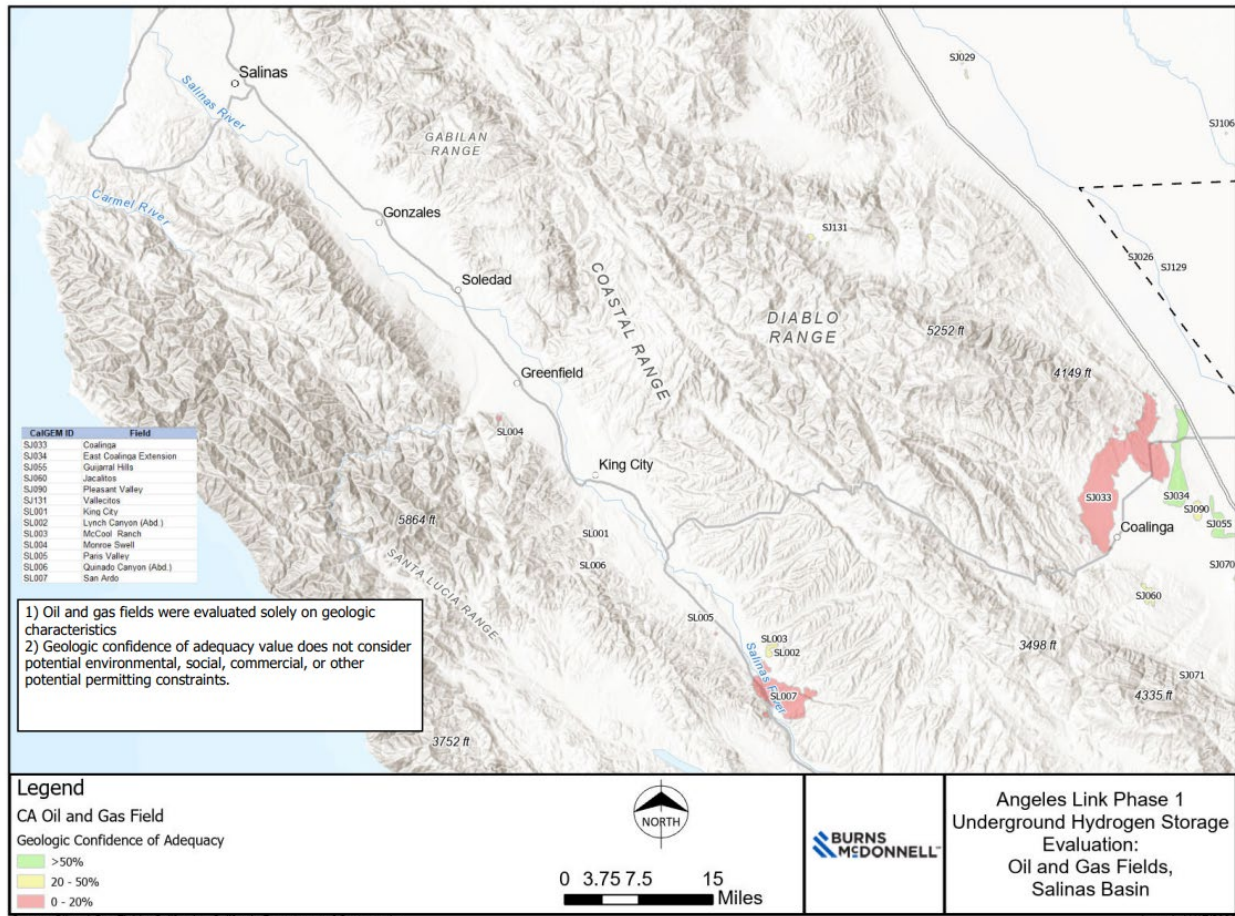 Salinas
Salinas River
GABILAN
RANGE
Carmel River
Gonzales
Soledad
COASTAL RANGE
DIABLO
RANGE
SJ029
SJ106
SJ131
SJ026
SJ129
5252 ft
4149 ft
Greenfield
SL004
King City
5864 ft
SANTA LUCIA RANGE
SL001
SL006
SL005
SL003
SL002
Salinas River
SL007
3752 ft
SJ033
SJ034
SJ090
SJ055
Coalinga
SJ070
SJ060
3498 ft
SJ071
4335 ft
CalGEM ID Field
SJ033 Coalinga
SJ034 East Coalinga Extension
SJ055 Guijarral Hills
SJ060 Jacalitos
SJ090 Pleasant Valley
SJ131 Vallecitos
SL001 King City
SL002 Lynch Canyon (Abd.)
SL003 McCool Ranch
SL004 Monroe Swell
SL005 Paris Valley
SL006 Quinado Canyon (Abd.)
SL007 San Ardo
1) Oil and gas fields were evaluated solely on geologic
characteristics
2) Geologic confidence of adequacy value does not consider
potential environmental, social, commercial, or other
potential permitting constraints.
Legend
CA Oil and Gas Field
Geologic Confidence of Adequacy
>50%
20 - 50%
0 - 20%
NORTH
0 3.75 7.5 15
Miles
BURNS
McDONNELL
Angeles Link Phase 1
Underground Hydrogen Storage
Evaluation:
Oil and Gas Fields,
Salinas Basin